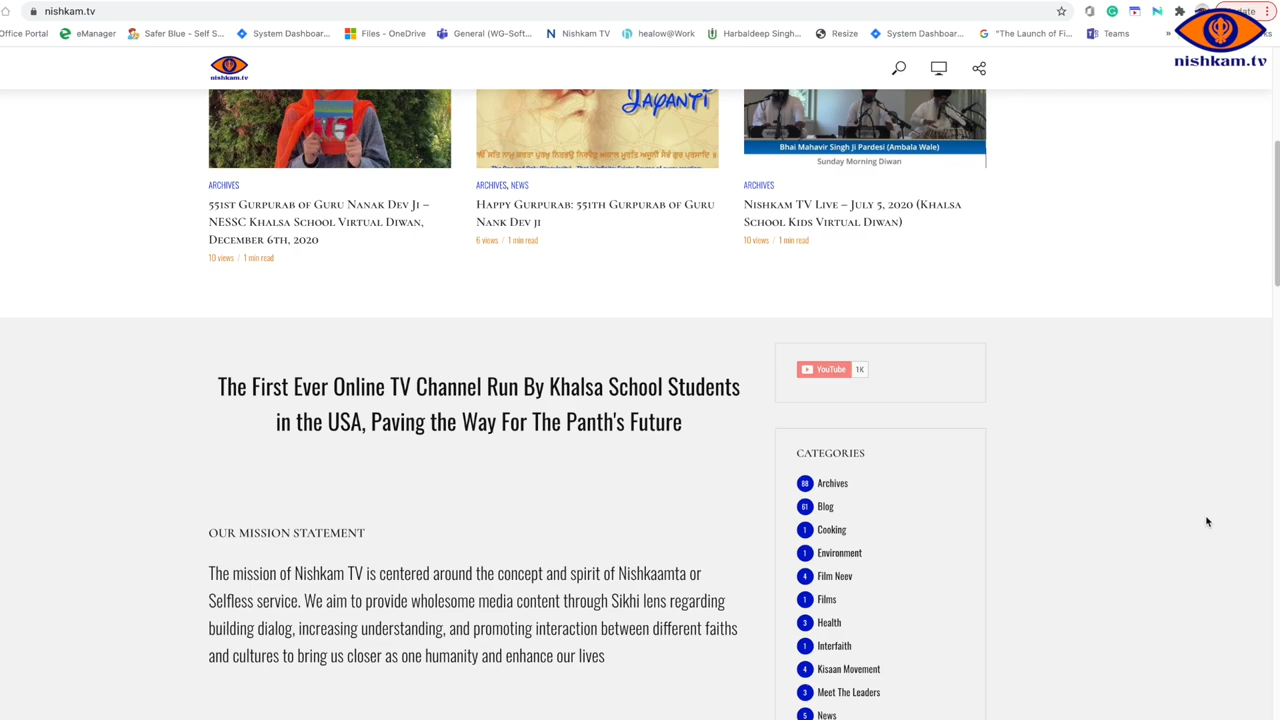 nishkam.tv
date
Office Portal
eManager
Safer Blue - Self S...
System Dashboar...
Files - OneDrive
General (WG-Soft...
Nishkam TV
healow@Work
Harbaldeep Singh...
Resize
System Dashboar...
"The Launch of Fi...
Teams
»
nishkam.tv
nishkam.tv
16
JAYANTI
Bhai Mahavir Singh Ji Pardesi (Ambala Wale)
Sunday Morning Diwan
ARCHIVES
551st Gurpurab of Guru Nanak Dev Ji –
NESSC Khalsa School Virtual Diwan,
December 6th, 2020
10 views / 1 min read
ARCHIVES, NEWS
Happy Gurpurab: 551th Gurpurab of Guru
Nank Dev ji
6 views / 1 min read
ARCHIVES
Nishkam TV Live – July 5, 2020 (Khalsa
School Kids Virtual Diwan)
10 views / 1 min read
The First Ever Online TV Channel Run By Khalsa School Students
in the USA, Paving the Way For The Panth's Future
OUR MISSION STATEMENT
The mission of Nishkam TV is centered around the concept and spirit of Nishkaamta or
Selfless service. We aim to provide wholesome media content through Sikhi lens regarding
building dialog, increasing understanding, and promoting interaction between different faiths
and cultures to bring us closer as one humanity and enhance our lives
YouTube 1K
CATEGORIES
88 Archives
61 Blog
1 Cooking
1 Environment
4 Film Neev
1 Films
3 Health
1 Interfaith
4 Kisaan Movement
3 Meet The Leaders
5 News